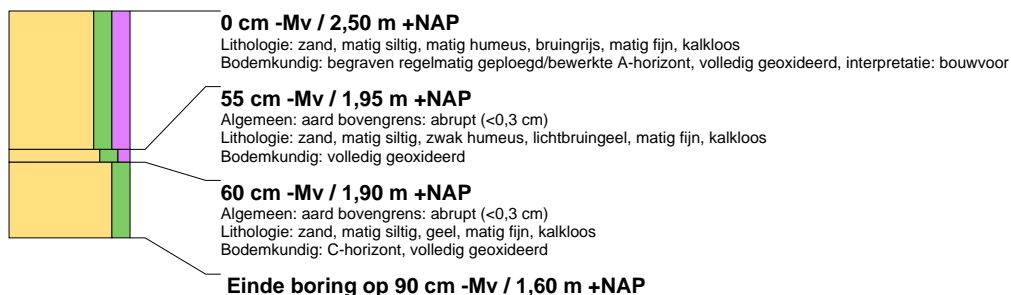 0 cm -Mv / 2,50 m +NAP
Lithologie: zand, matig siltig, matig humeus, bruingrijs, matig fijn, kalkloos
Bodemkundig: begraven regelmatig geploegd/bewerkte A-horizont, volledig geoxideerd, interpretatie: bouwvoor
55 cm -Mv / 1,95 m +NAP
Algemeen: aard bovengrens: abrupt (<0,3 cm)
Lithologie: zand, matig siltig, zwak humeus, lichtbruingeel, matig fijn, kalkloos
Bodemkundig: volledig geoxideerd
60 cm -Mv / 1,90 m +NAP
Algemeen: aard bovengrens: abrupt (<0,3 cm)
Lithologie: zand, matig siltig, geel, matig fijn, kalkloos
Bodemkundig: C-horizont, volledig geoxideerd
Einde boring op 90 cm -Mv / 1,60 m +NAP